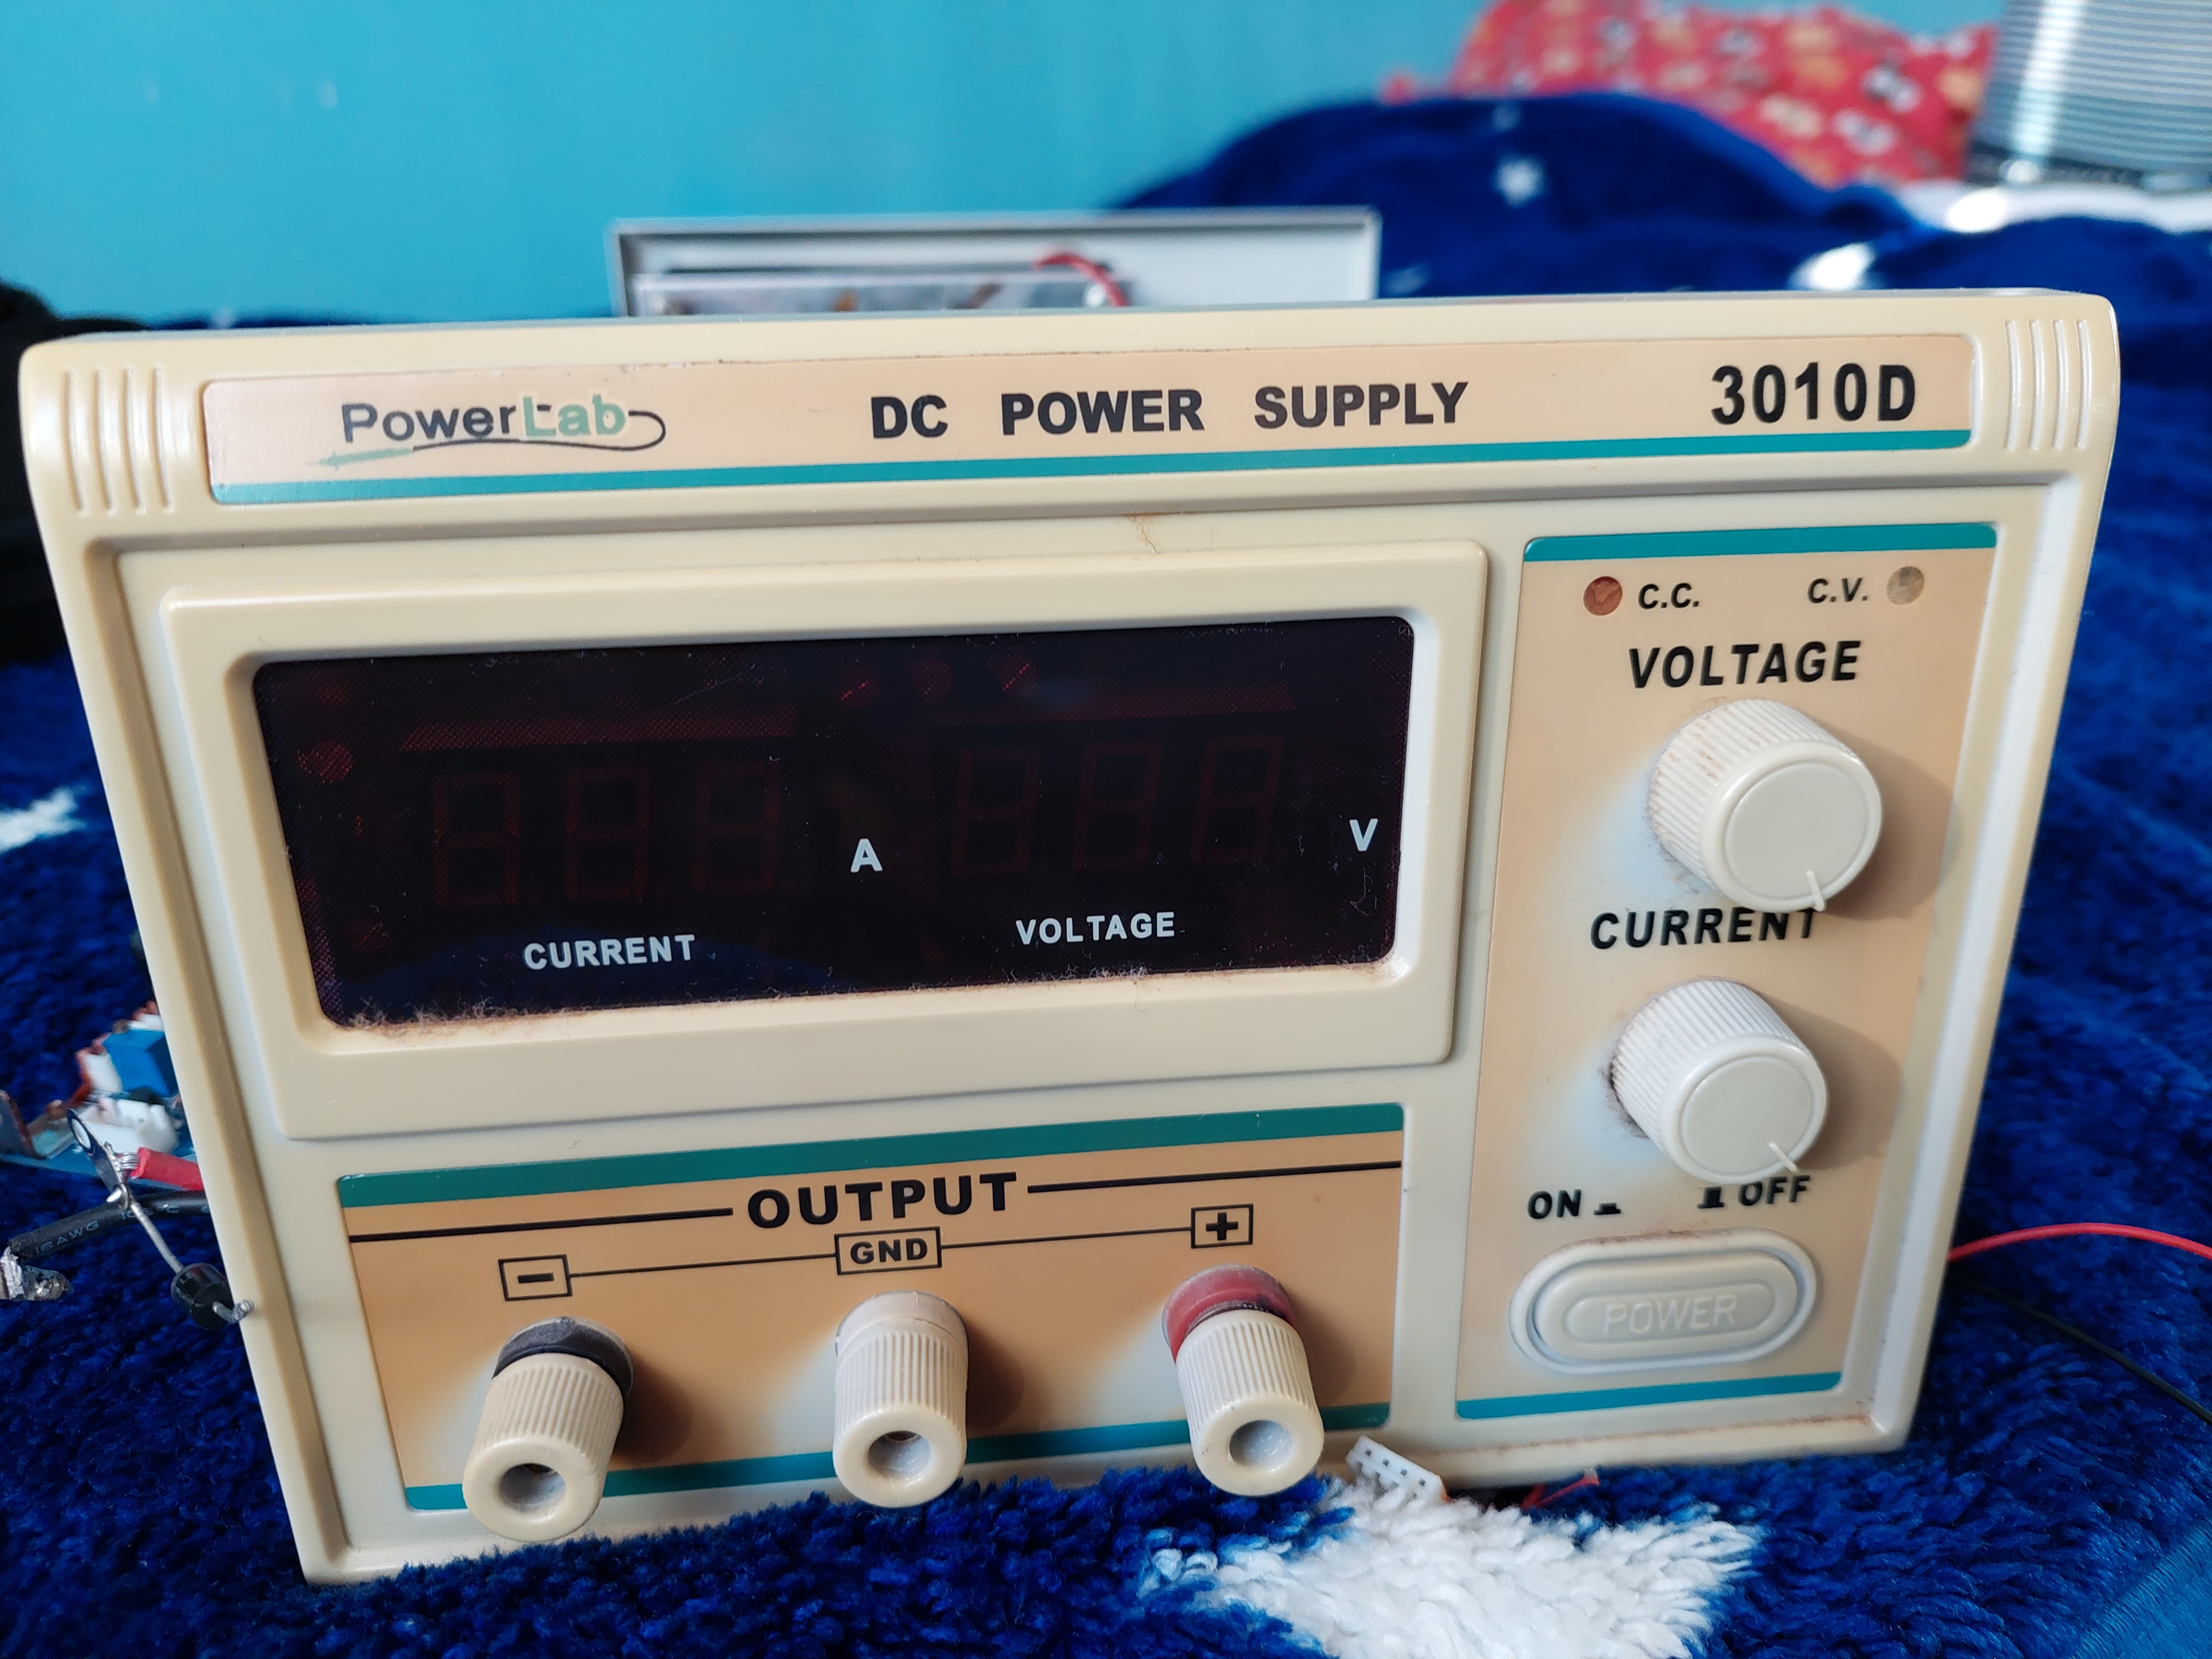 PowerLab DC POWER SUPPLY 3010D
C.C. C.V.
VOLTAGE
A V
CURRENT VOLTAGE
CURRENT
ON OFF
OUTPUT
- GND +
POWER